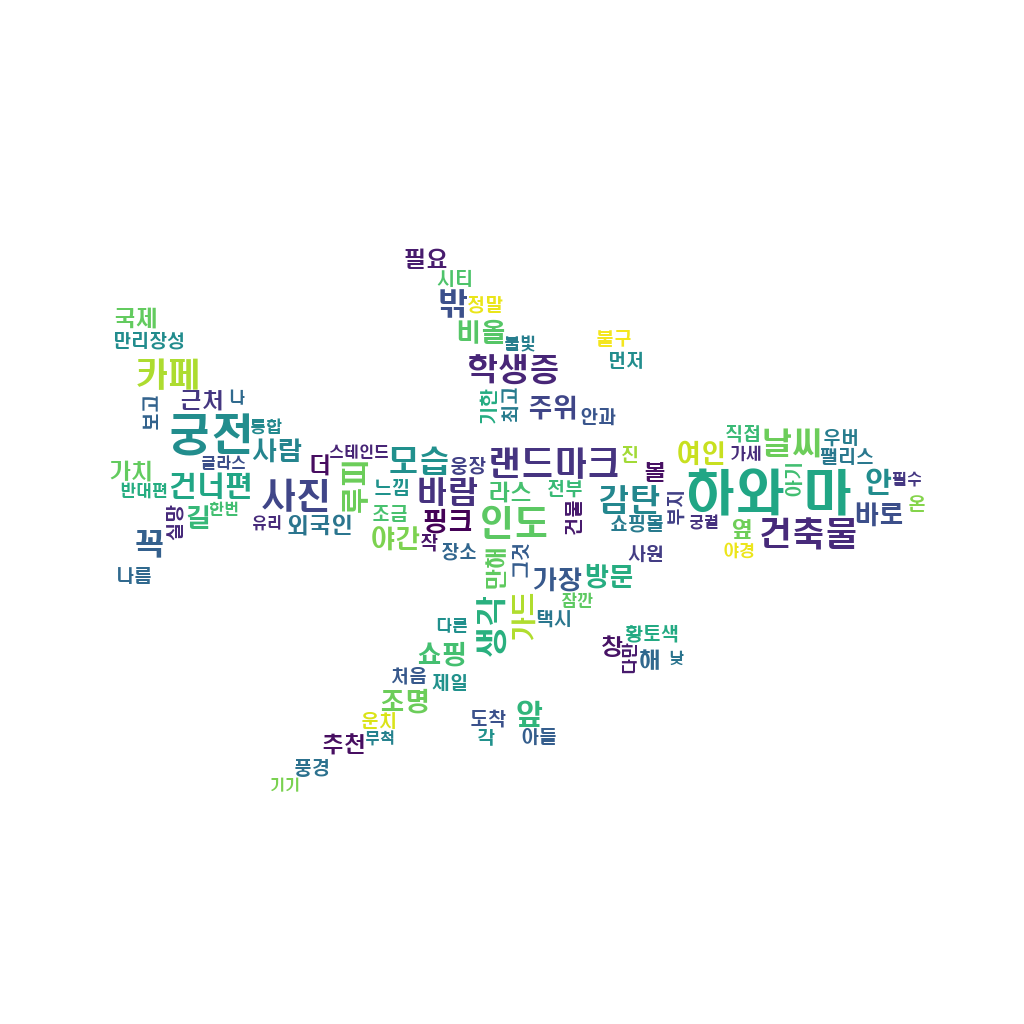 필요
시티
밖 정말
국제
비올
만리장성
불빛
불구
먼저
학생증
카페
근처
나
보고
기한
최고
주위
안과
궁전
통합
사람
스테인드
글라스
더
루피
모습
웅장
랜드마크
진
볼
여인
직접
가세
날씨
우버
팰리스
가치
반대편
건너편
사진
느낌
바람
라스
전부
감탄
하와 마
아기
안
필수
길
한번
실망
유리
외국인
조금
핑크
인도
건물
쇼핑몰
파시
궁궐
옆
건축물
바로
온
꼭
야간
작
장소
그것
사원
야경
나름
만해
가장
방문
잠깐
생각
가드
택시
다른
쇼핑
황토색
창
다만
해
낮
처음
제일
조명
운치
무척
도착
앞
각
아들
추천
풍경
기기